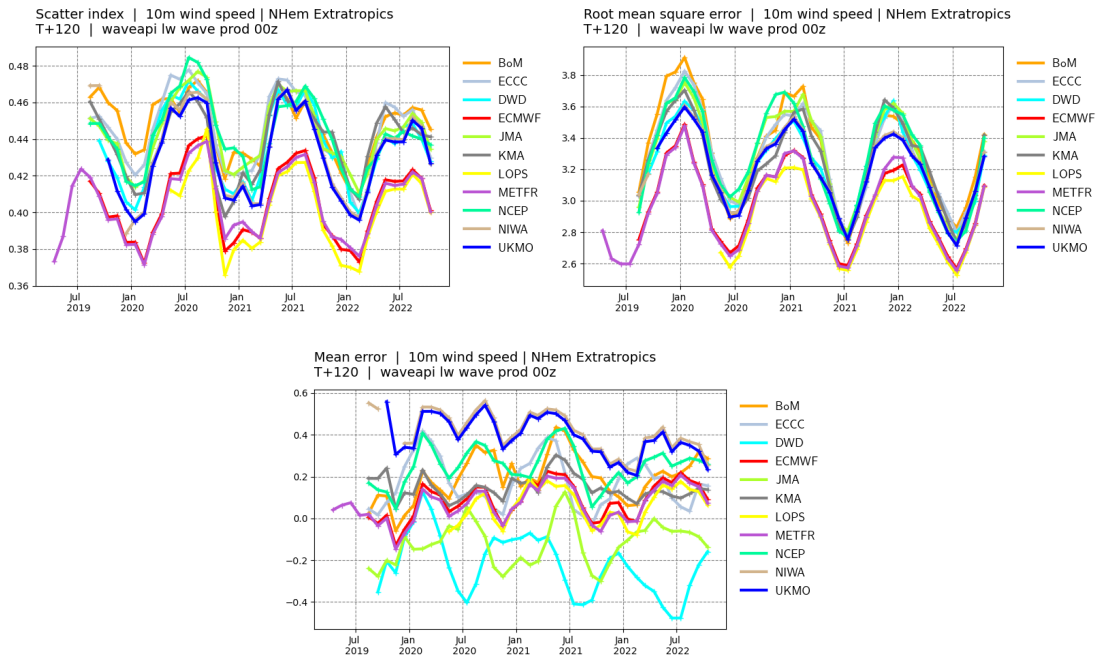 Scatter index | 10m wind speed | NHem Extratropics
T+120 | waveapi lw wave prod 00z
0.48
0.46
0.44
0.42
0.40
0.38
0.36
Jul 2019
Jan 2020
Jul 2020
Jan 2021
Jul 2021
Jan 2022
Jul 2022
BoM
ECCC
DWD
ECMWF
JMA
KMA
LOPS
METFR
NCEP
NIWA
UKMO
Root mean square error | 10m wind speed | NHem Extratropics
T+120 | waveapi lw wave prod 00z
3.8
3.6
3.4
3.2
3.0
2.8
2.6
Jul 2019
Jan 2020
Jul 2020
Jan 2021
Jul 2021
Jan 2022
Jul 2022
BoM
ECCC
DWD
ECMWF
JMA
KMA
LOPS
METFR
NCEP
NIWA
UKMO
Mean error | 10m wind speed | NHem Extratropics
T+120 | waveapi lw wave prod 00z
0.6
0.4
0.2
0.0
−0.2
−0.4
Jul 2019
Jan 2020
Jul 2020
Jan 2021
Jul 2021
Jan 2022
Jul 2022
BoM
ECCC
DWD
ECMWF
JMA
KMA
LOPS
METFR
NCEP
NIWA
UKMO